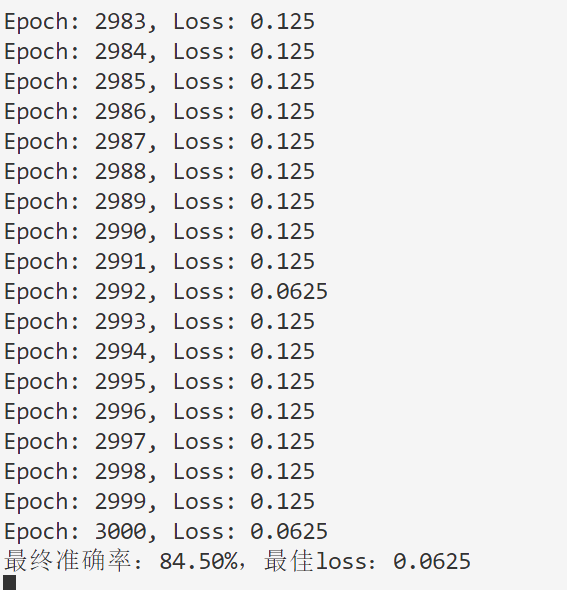 Epoch: 2983, Loss: 0.125
Epoch: 2984, Loss: 0.125
Epoch: 2985, Loss: 0.125
Epoch: 2986, Loss: 0.125
Epoch: 2987, Loss: 0.125
Epoch: 2988, Loss: 0.125
Epoch: 2989, Loss: 0.125
Epoch: 2990, Loss: 0.125
Epoch: 2991, Loss: 0.125
Epoch: 2992, Loss: 0.0625
Epoch: 2993, Loss: 0.125
Epoch: 2994, Loss: 0.125
Epoch: 2995, Loss: 0.125
Epoch: 2996, Loss: 0.125
Epoch: 2997, Loss: 0.125
Epoch: 2998, Loss: 0.125
Epoch: 2999, Loss: 0.125
Epoch: 3000, Loss: 0.0625
最终准确率：84.50%，最佳loss：0.0625